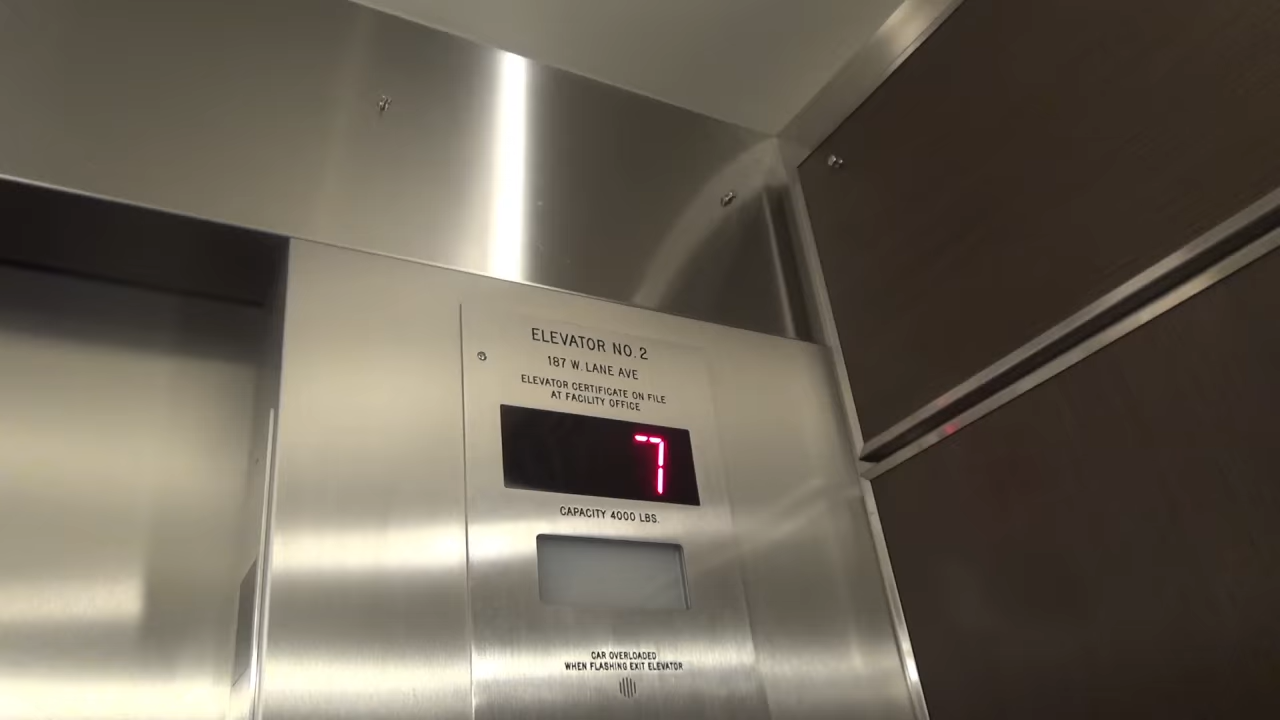 ELEVATOR NO. 2
187 W. LANE AVE
ELEVATOR CERTIFICATE ON FILE
AT FACILITY OFFICE
7
CAPACITY 4000 LBS.
CAR OVERLOADED
WHEN FLASHING EXIT ELEVATOR